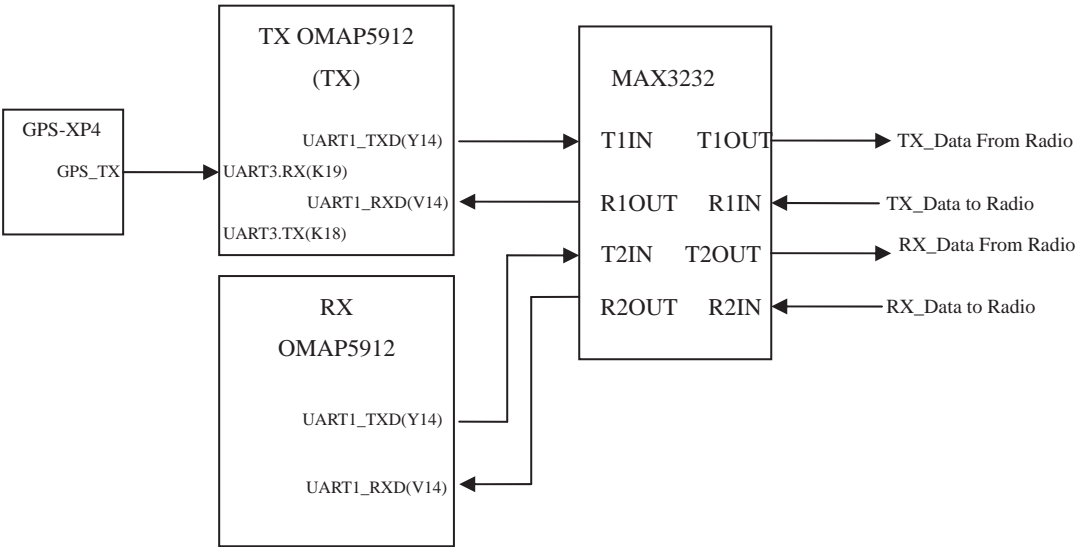 TX OMAP5912
(TX)
MAX3232
GPS-XP4
GPS_TX
UART1_TXD(Y14)
UART3.RX(K19)
UART1_RXD(V14)
UART3.TX(K18)
T1IN T1OUT
R1OUT R1IN
T2IN T2OUT
R2OUT R2IN
TX_Data From Radio
TX_Data to Radio
RX_Data From Radio
RX_Data to Radio
RX
OMAP5912
UART1_TXD(Y14)
UART1_RXD(V14)